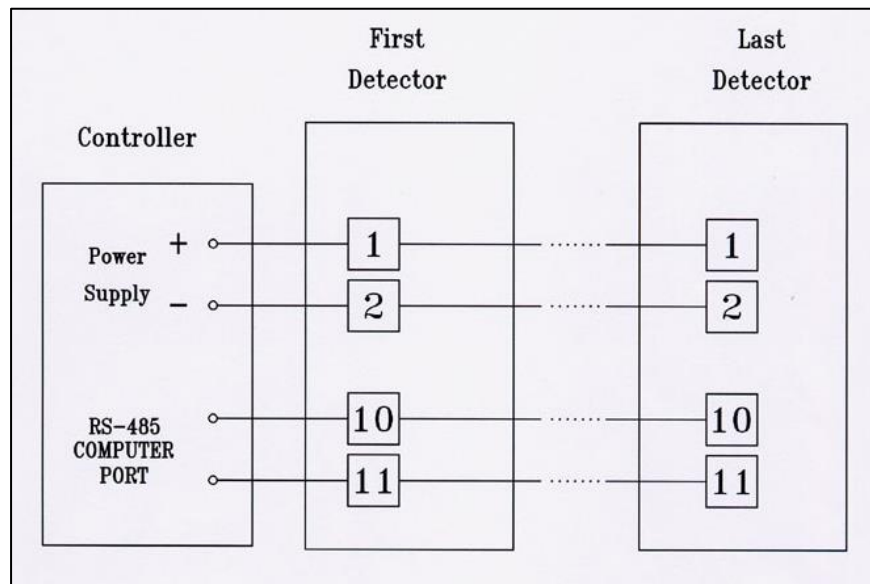 First
Detector
Last
Detector
Controller
Power
Supply
+
-
1
2
1
2
RS-485
COMPUTER
PORT
10
11
10
11